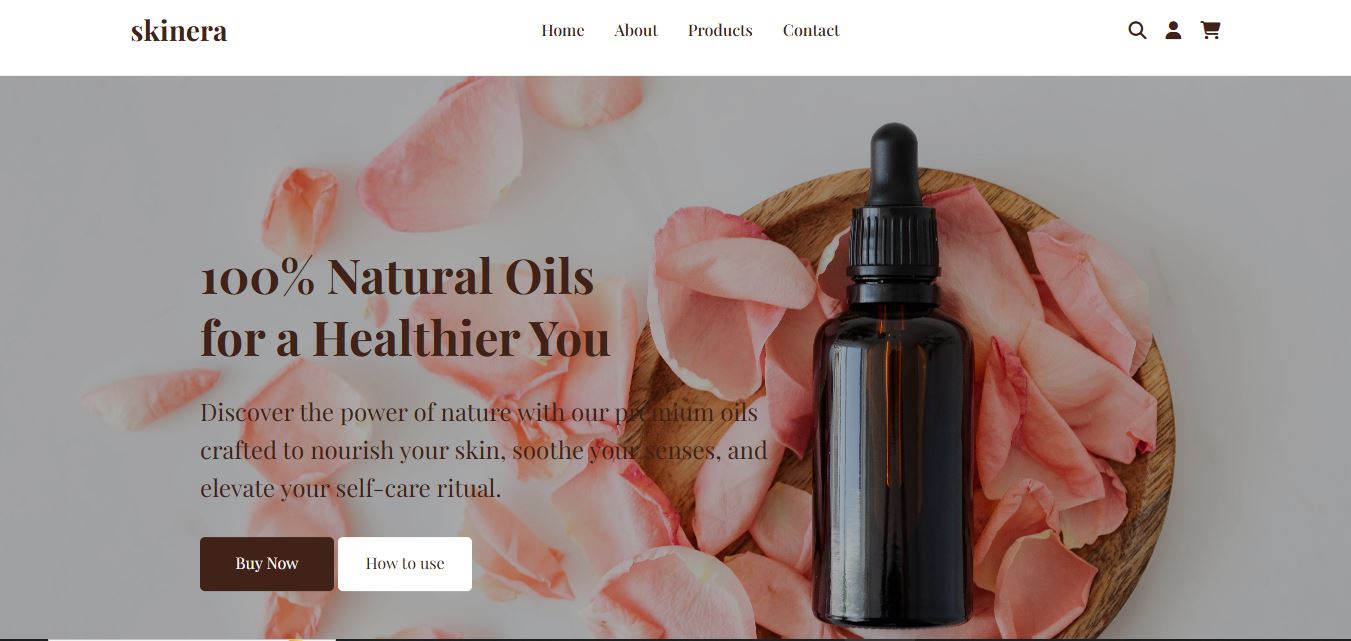 skinera
Home About Products Contact
100% Natural Oils
for a Healthier You
Discover the power of nature with our premium oils
crafted to nourish your skin, soothe your senses, and
elevate your self-care ritual.
Buy Now How to use